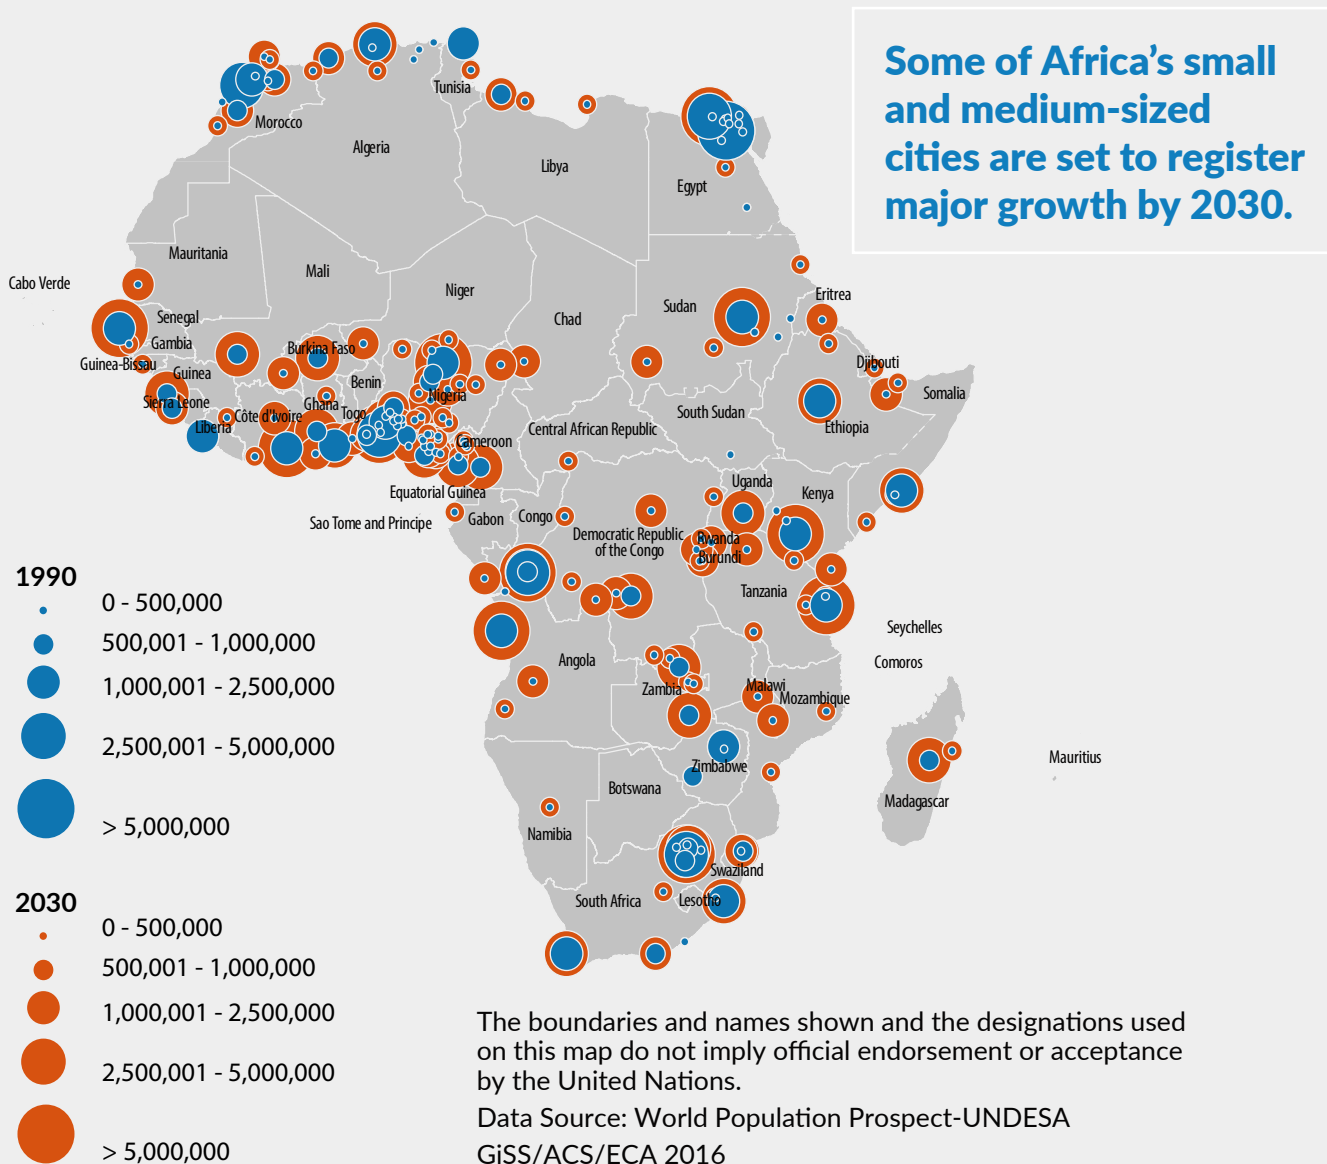 Some of Africa’s small
and medium-sized
cities are set to register
major growth by 2030.
Tunisia
Morocco
Algeria
Libya
Egypt
Mauritania
Mali
Niger
Cabo Verde
Chad
Sudan
Eritrea
Senegal
Gambia
Burkina Faso
Guinea-Bissau
Guinea
Djibouti
Benin
Nigeria
Somalia
Sierra Leone
Ghana
Togo
Côte d'Ivoire
South Sudan
Liberia
Ethiopia
Central African Republic
Cameroon
Uganda
Kenya
Equatorial Guinea
Sao Tome and Principe
Gabon
Congo
Democratic Republic
of the Congo
Rwanda
Burundi
Tanzania
Seychelles
Angola
Comoros
Zambia
Malawi
Mozambique
Zimbabwe
Mauritius
Botswana
Madagascar
Namibia
Swaziland
South Africa
Lesotho
1990
0 - 500,000
500,001 - 1,000,000
1,000,001 - 2,500,000
2,500,001 - 5,000,000
> 5,000,000
2030
0 - 500,000
500,001 - 1,000,000
1,000,001 - 2,500,000
2,500,001 - 5,000,000
> 5,000,000
The boundaries and names shown and the designations used
on this map do not imply official endorsement or acceptance
by the United Nations.
Data Source: World Population Prospect-UNDESA
GiSS/ACS/ECA 2016